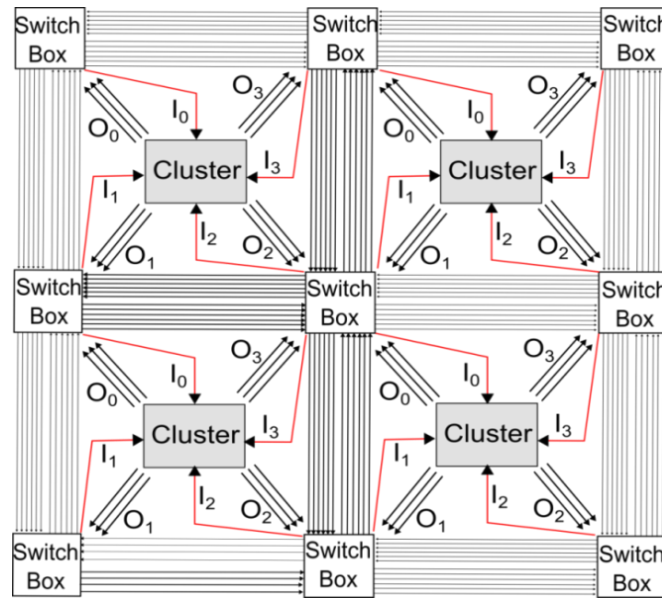 Switch
Box
Switch
Box
Switch
Box
O₀
O₃
I₀
I₁
Cluster
I₃
O₁
I₂
O₂
O₀
O₃
I₀
I₁
Cluster
I₃
O₁
I₂
O₂
Switch
Box
Switch
Box
Switch
Box
O₀
O₃
I₀
I₁
Cluster
I₃
O₁
I₂
O₂
O₀
O₃
I₀
I₁
Cluster
I₃
O₁
I₂
O₂
Switch
Box
Switch
Box
Switch
Box